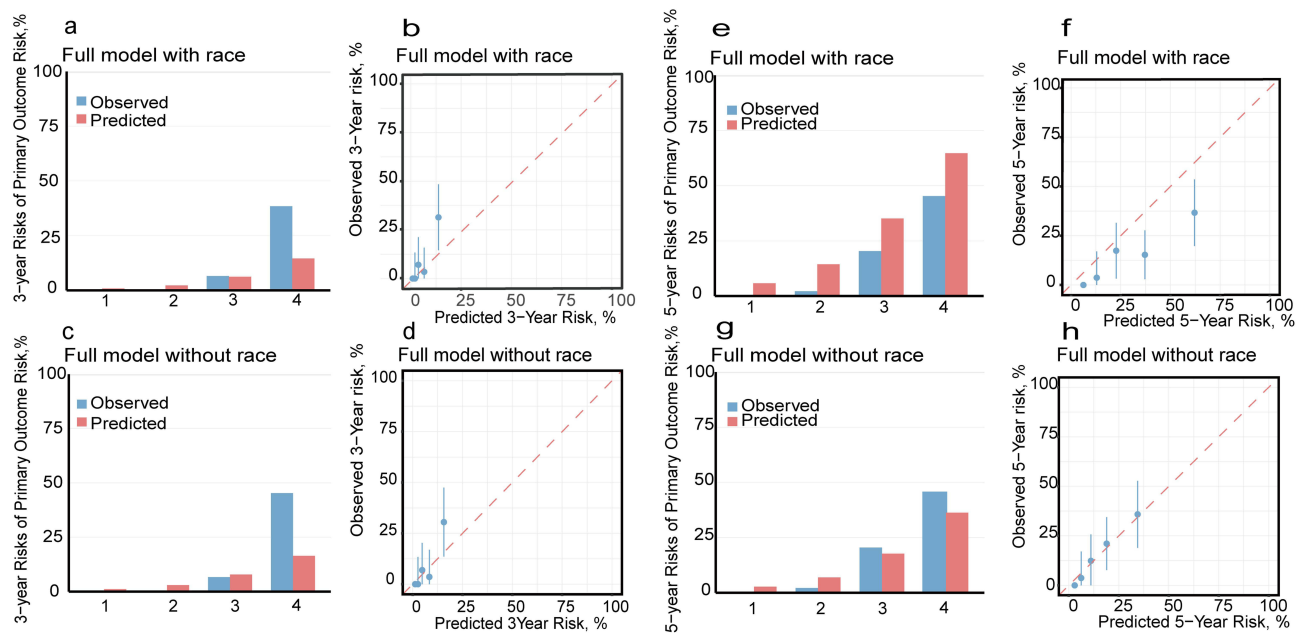 a
Full model with race
3-year Risks of Primary Outcome Risk,%
100
75
50
25
0
Observed
Predicted
1 2 3 4
b
Full model with race
Observed 3-Year risk, %
100
75
50
25
0
0 25 50 75 100
Predicted 3-Year Risk, %
c
Full model without race
3-year Risks of Primary Outcome Risk,%
100
75
50
25
0
Observed
Predicted
1 2 3 4
d
Full model without race
Observed 3-Year risk, %
100
75
50
25
0
0 25 50 75 100
Predicted 3Year Risk, %
e
Full model with race
5-year Risks of Primary Outcome Risk,%
100
75
50
25
0
Observed
Predicted
1 2 3 4
f
Full model with race
Observed 5-Year risk, %
100
75
50
25
0
0 25 50 75 100
Predicted 5-Year Risk, %
g
Full model without race
5-year Risks of Primary Outcome Risk,%
100
75
50
25
0
Observed
Predicted
1 2 3 4
h
Full model without race
Observed 5-Year risk, %
100
75
50
25
0
0 25 50 75 100
Predicted 5-Year Risk, %